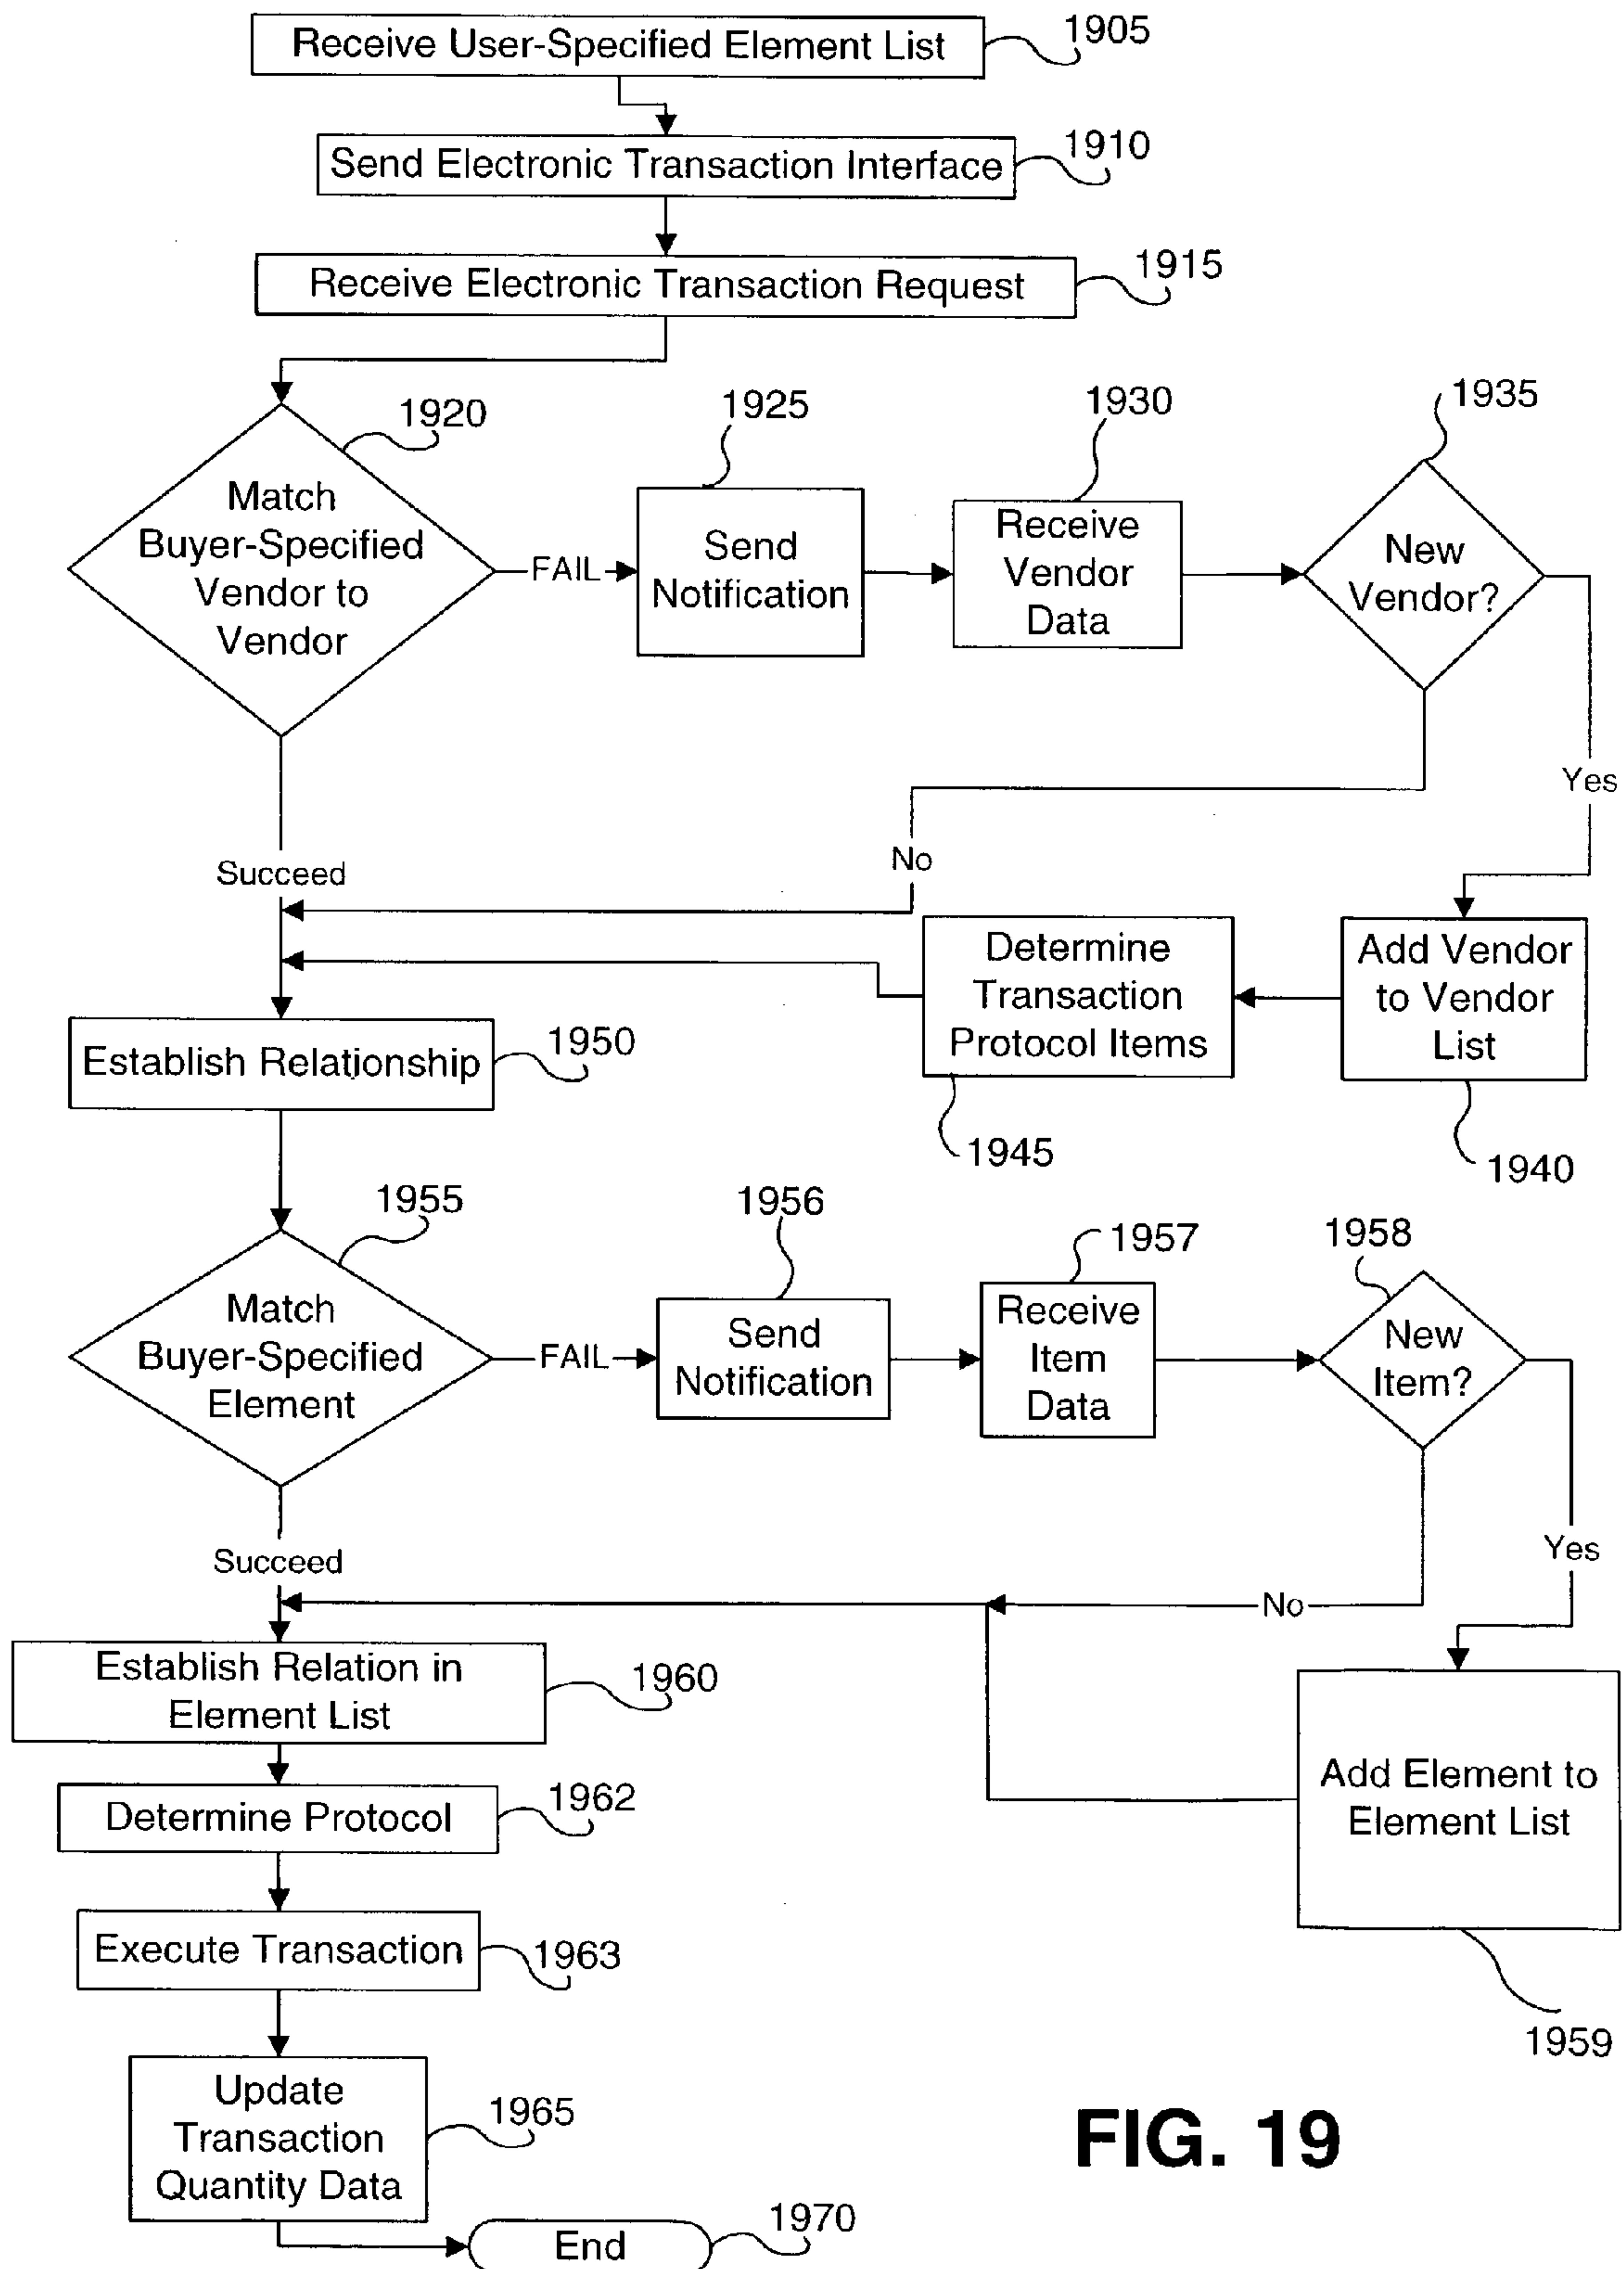 Receive User-Specified Element List
1905
Send Electronic Transaction Interface
1910
Receive Electronic Transaction Request
1915
1920
Match
Buyer-Specified
Vendor to
Vendor
FAIL
1925
Send
Notification
1930
Receive
Vendor
Data
1935
New
Vendor?
Yes
No
Succeed
Add Vendor
to Vendor
List
1940
Determine
Transaction
Protocol Items
1945
Establish Relationship
1950
1955
Match
Buyer-Specified
Element
FAIL
1956
Send
Notification
1957
Receive
Item
Data
1958
New
Item?
Yes
No
Succeed
Add Element to
Element List
1959
Establish Relation in
Element List
1960
Determine Protocol
1962
Execute Transaction
1963
Update
Transaction
Quantity Data
1965
End
1970
FIG. 19